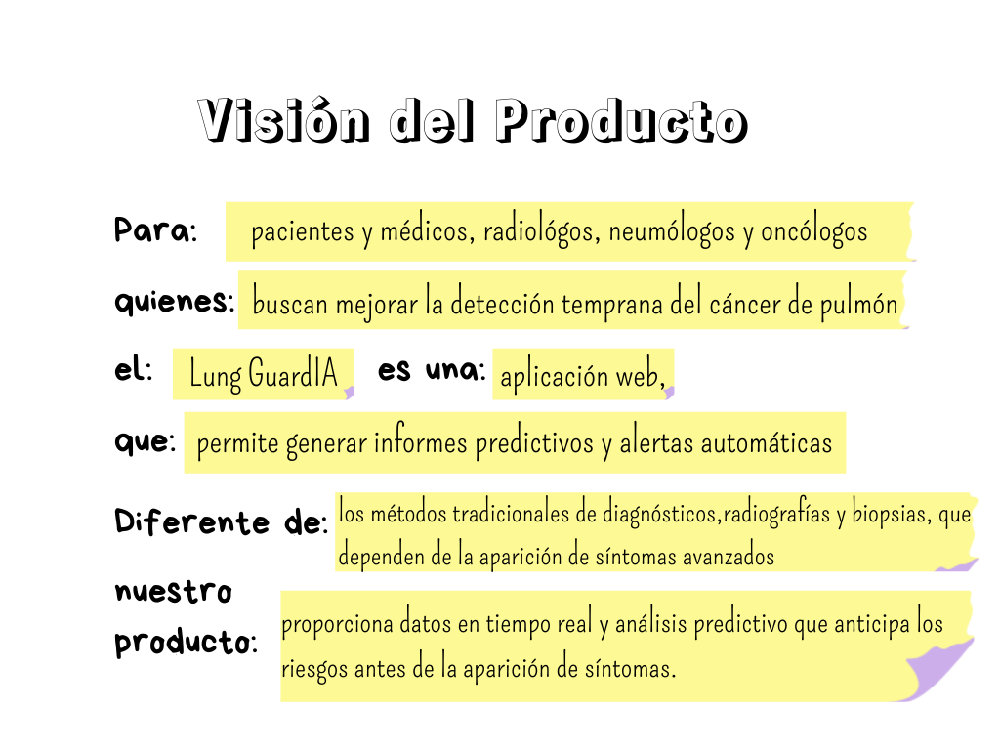 Visión del Producto
Para: pacientes y médicos, radiológos, neumólogos y oncólogos
quienes: buscan mejorar la detección temprana del cáncer de pulmón
el: Lung GuardIA es una: aplicación web,
que: permite generar informes predictivos y alertas automáticas
Diferente de: los métodos tradicionales de diagnósticos,radiografías y biopsias, que
dependen de la aparición de síntomas avanzados
nuestro
producto: proporciona datos en tiempo real y análisis predictivo que anticipa los
riesgos antes de la aparición de síntomas.